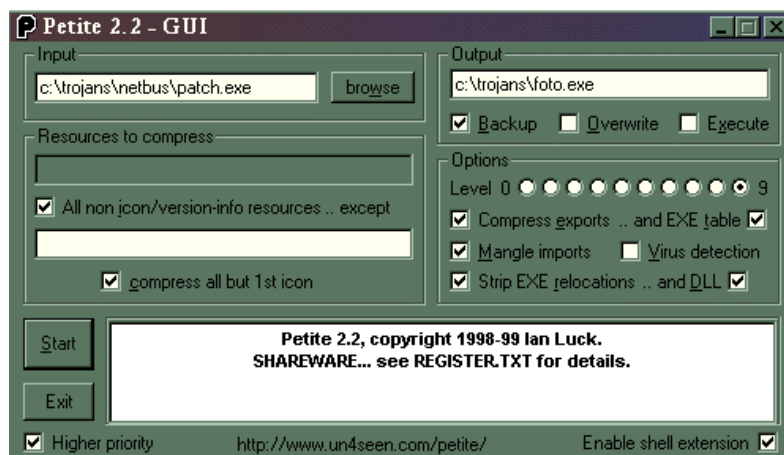 Petite 2.2 - GUI
Input
c:\trojans\netbus\patch.exe
browse
Output
c:\trojans\foto.exe
Backup
Overwrite
Execute
Resources to compress
All non icon/version-info resources .. except
compress all but 1st icon
Options
Level 0 9
Compress exports .. and EXE table
Mangle imports
Virus detection
Strip EXE relocations .. and DLL
Start
Exit
Petite 2.2, copyright 1998-99 Ian Luck.
SHAREWARE... see REGISTER.TXT for details.
Higher priority
http://www.un4seen.com/petite/
Enable shell extension